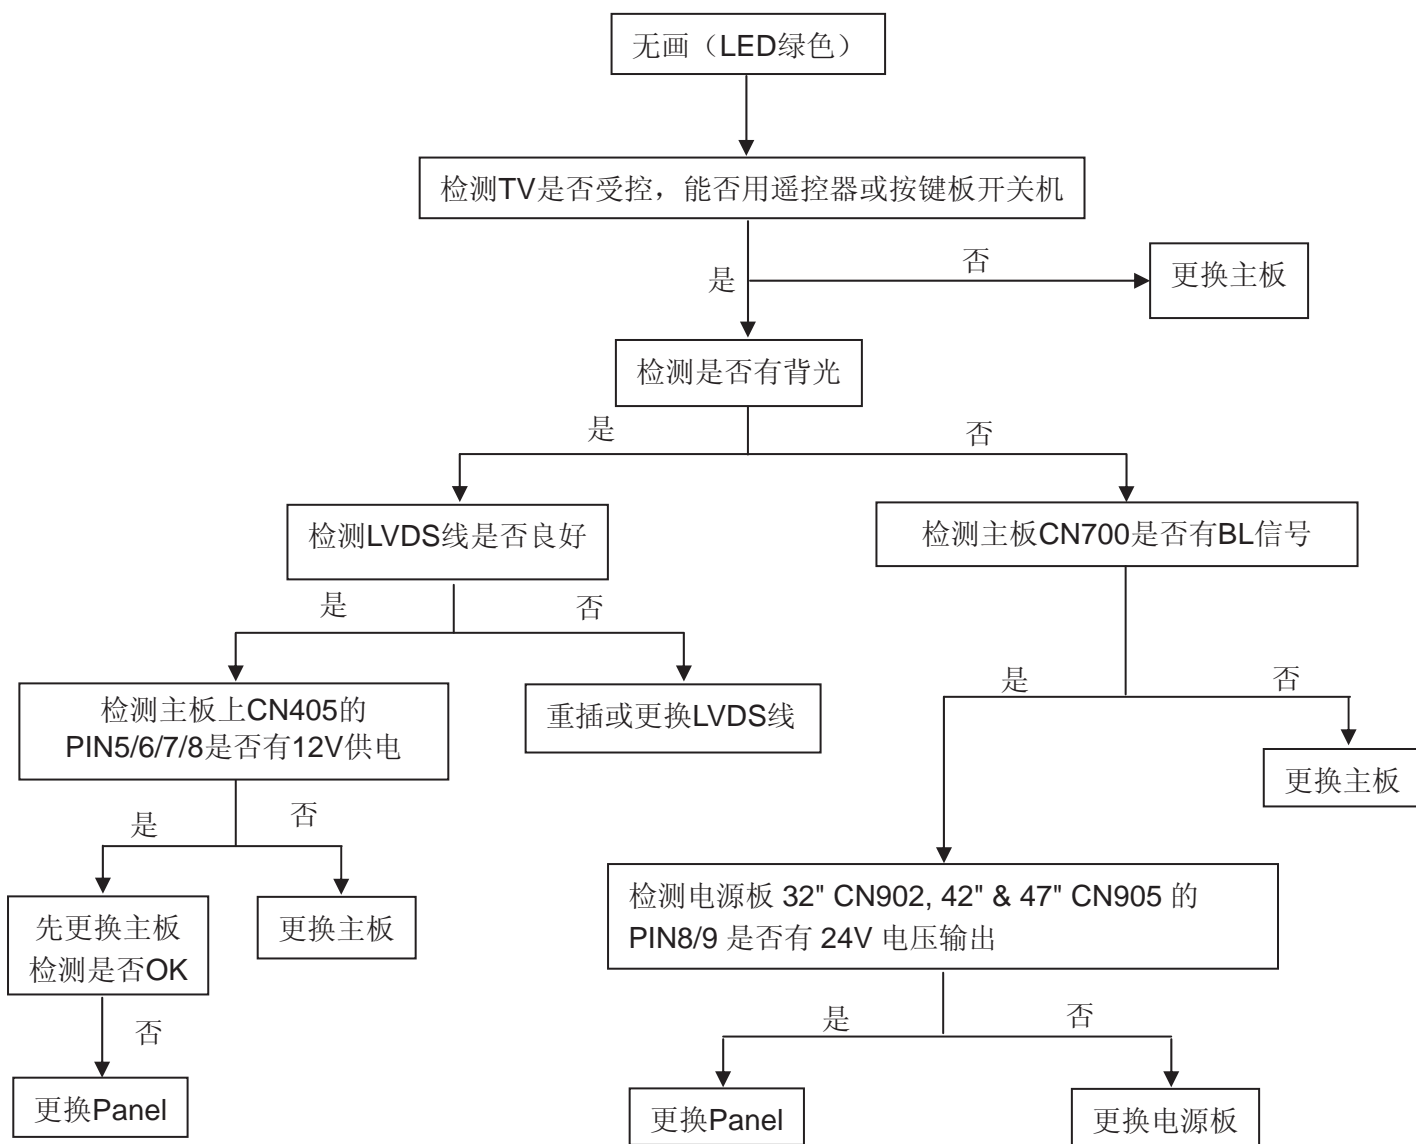 无画（LED绿色）
检测TV是否受控，能否用遥控器或按键板开关机
否
更换主板
是
检测是否有背光
是
否
检测LVDS线是否良好
检测主板CN700是否有BL信号
是
否
是
否
检测主板上CN405的
PIN5/6/7/8是否有12V供电
重插或更换LVDS线
更换主板
是
否
先更换主板
检测是否OK
更换主板
检测电源板 32" CN902, 42" & 47" CN905 的
PIN8/9 是否有 24V 电压输出
否
是
否
更换Panel
更换Panel
更换电源板